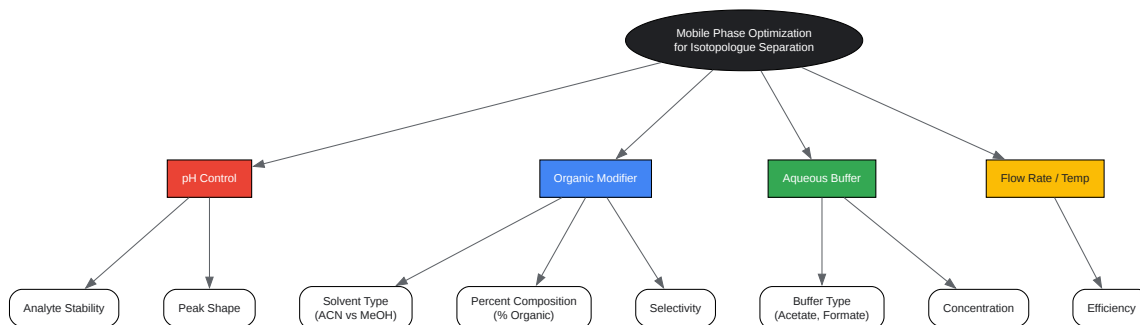 Mobile Phase Optimization
for Isotopologue Separation
pH Control
Organic Modifier
Aqueous Buffer
Flow Rate / Temp
Analyte Stability
Peak Shape
Solvent Type
(ACN vs MeOH)
Percent Composition
(% Organic)
Selectivity
Buffer Type
(Acetate, Formate)
Concentration
Efficiency